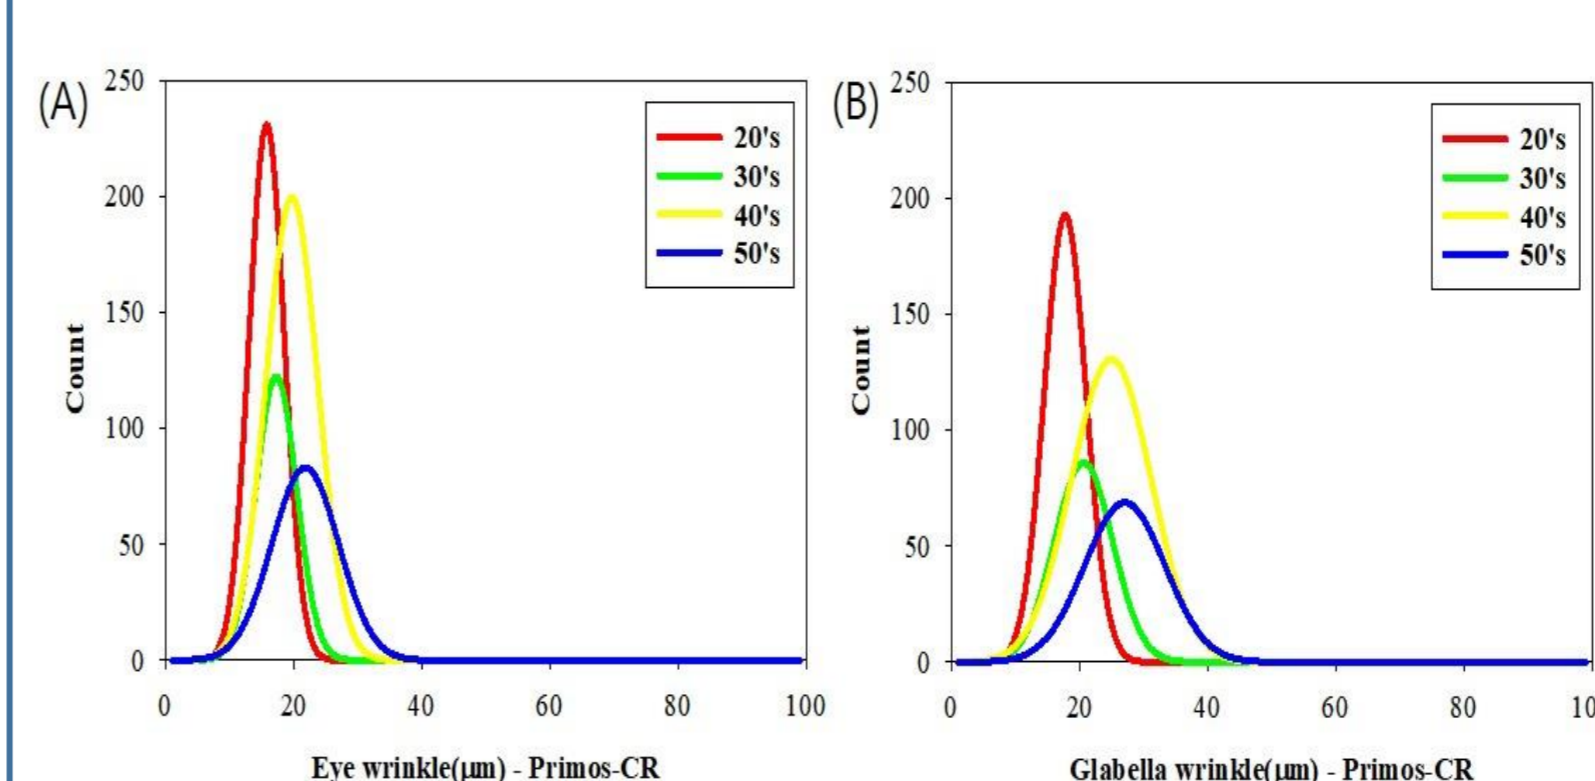 (A)
250
200
150
100
50
0
Count
20's
30's
40's
50's
0 20 40 60 80 100
Eye wrinkle(μm) - Primos-CR
(B)
250
200
150
100
50
0
Count
20's
30's
40's
50's
0 20 40 60 80 10
Glabella wrinkle(μm) - Primos-CR